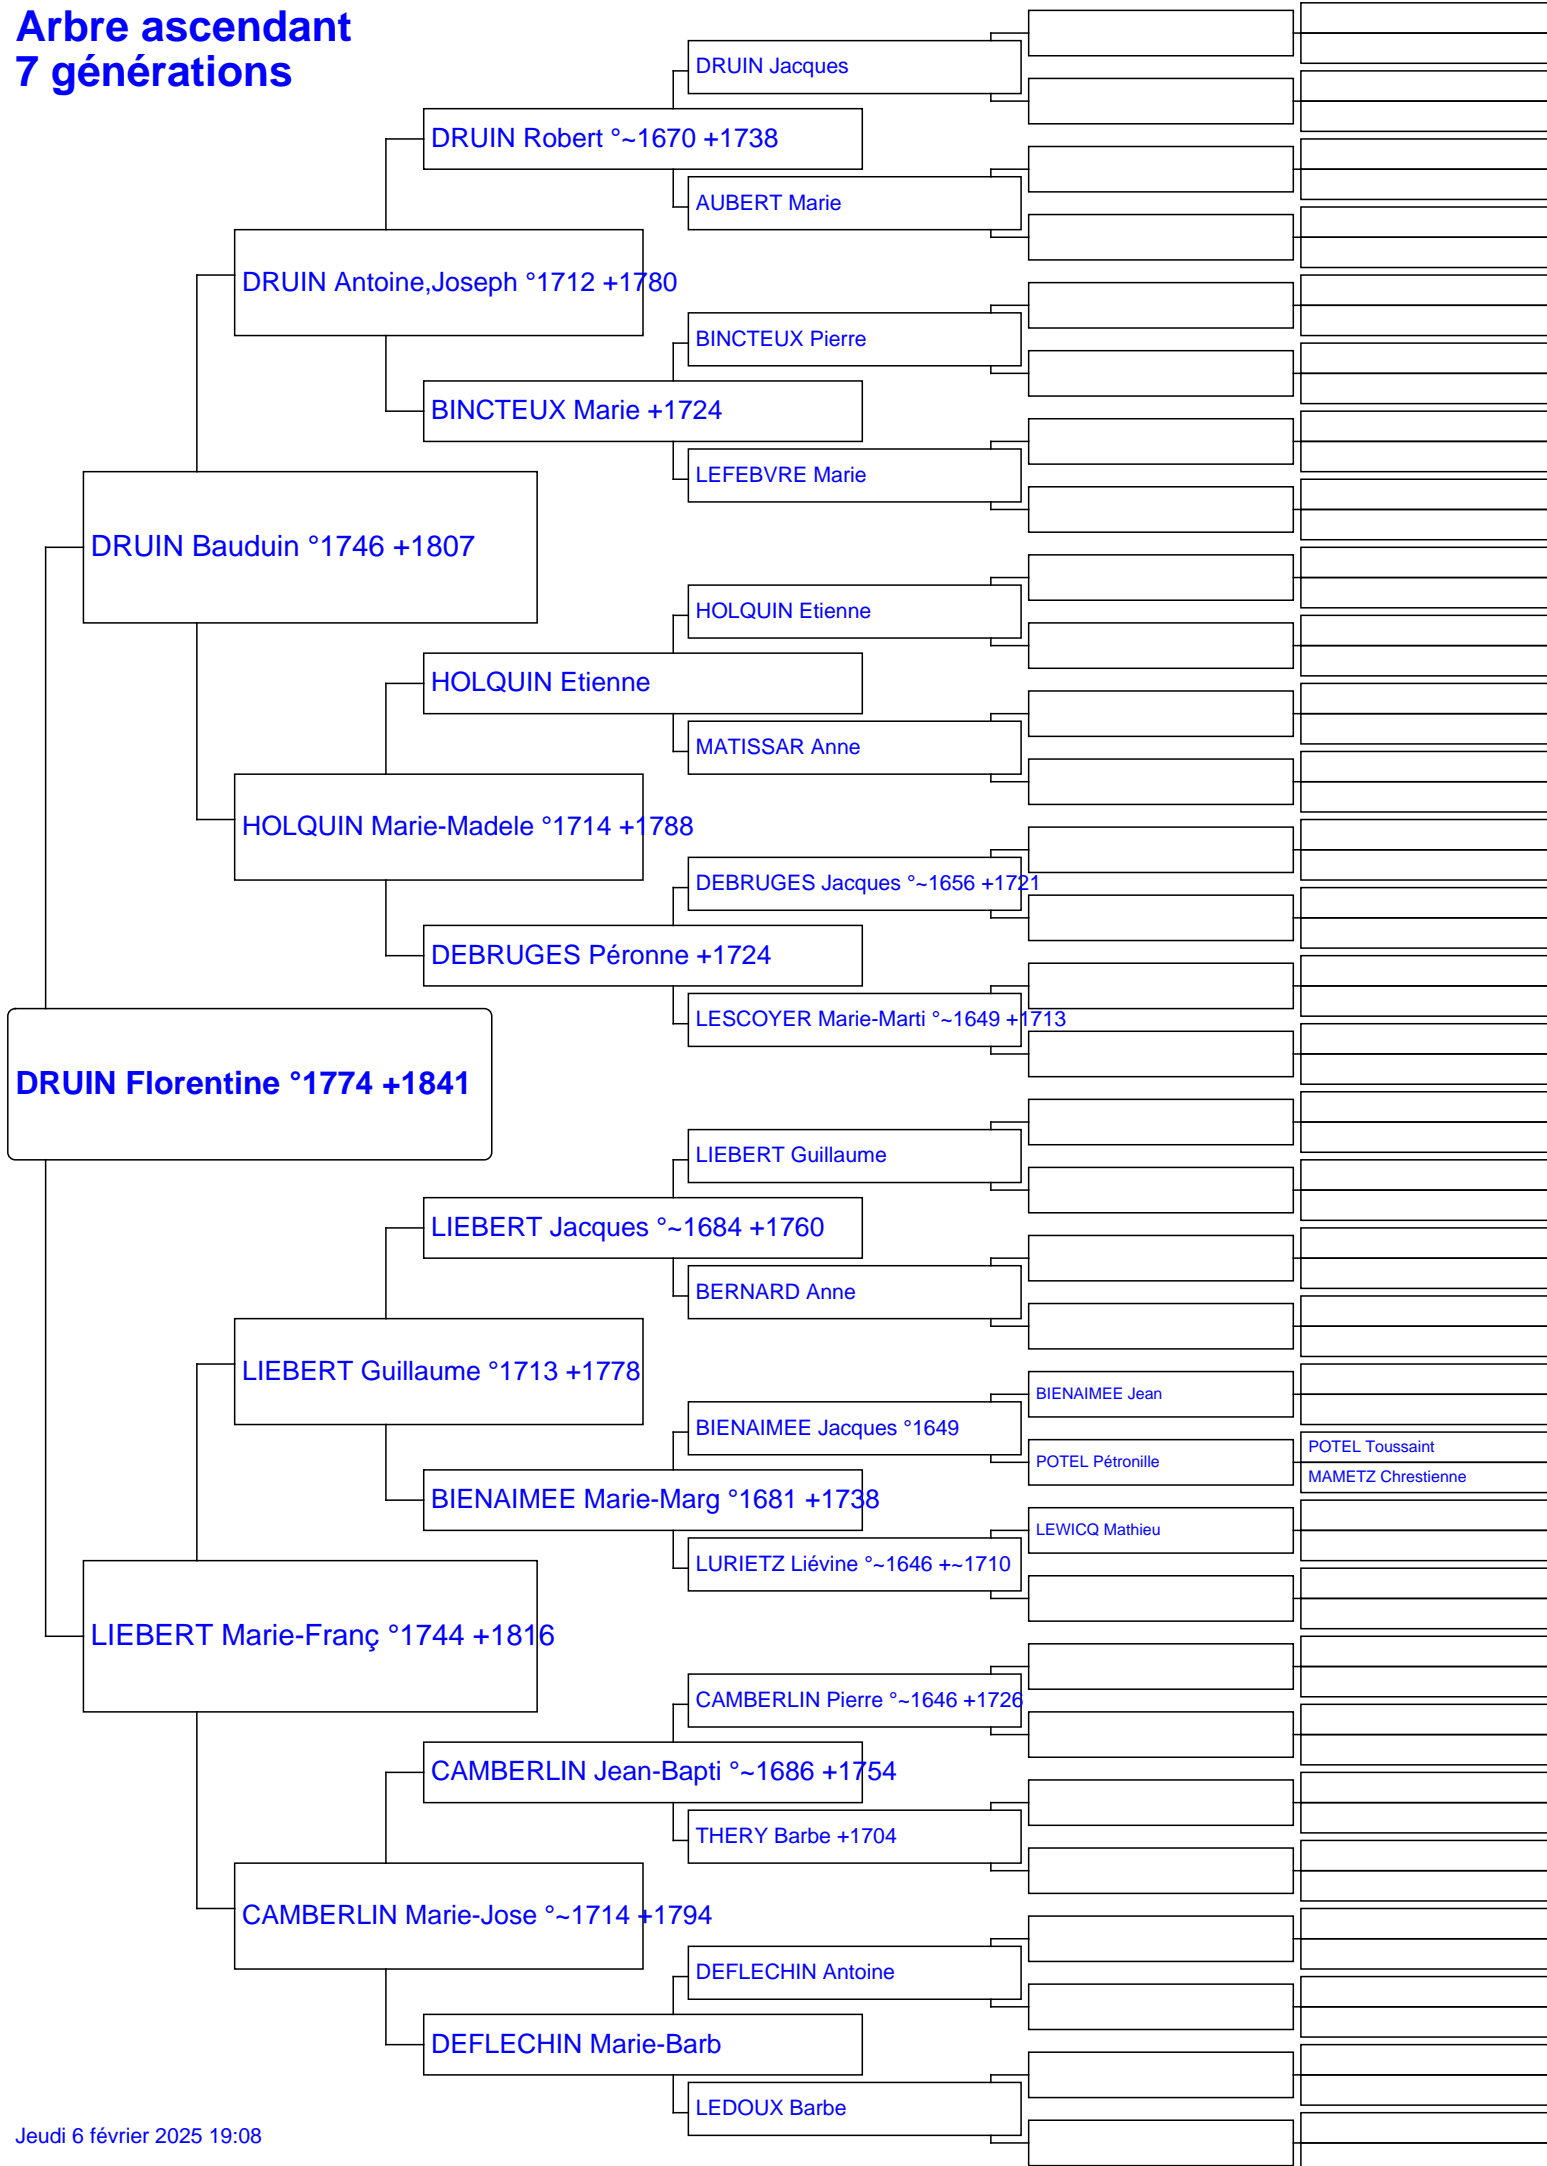 Arbre ascendant
7 générations
DRUIN Jacques
DRUIN Robert °~1670 +1738
AUBERT Marie
DRUIN Antoine,Joseph °1712 +1780
BINCTEUX Pierre
BINCTEUX Marie +1724
LEFEBVRE Marie
DRUIN Bauduin °1746 +1807
HOLQUIN Etienne
HOLQUIN Etienne
MATISSAR Anne
HOLQUIN Marie-Madele °1714 +1788
DEBRUGES Jacques °~1656 +1721
DEBRUGES Péronne +1724
LESCOYER Marie-Marti °~1649 +1713
DRUIN Florentine °1774 +1841
LIEBERT Guillaume
LIEBERT Jacques °~1684 +1760
BERNARD Anne
LIEBERT Guillaume °1713 +1778
BIENAIMEE Jean
BIENAIMEE Jacques °1649
POTEL Toussaint
POTEL Pétronille
MAMETZ Chrestienne
BIENAIMEE Marie-Marg °1681 +1738
LEWICQ Mathieu
LURIETZ Liévine °~1646 +~1710
LIEBERT Marie-Franç °1744 +1816
CAMBERLIN Pierre °~1646 +1726
CAMBERLIN Jean-Bapti °~1686 +1754
THERY Barbe +1704
CAMBERLIN Marie-Jose °~1714 +1794
DEFLECHIN Antoine
DEFLECHIN Marie-Barb
LEDOUX Barbe
Jeudi 6 février 2025 19:08